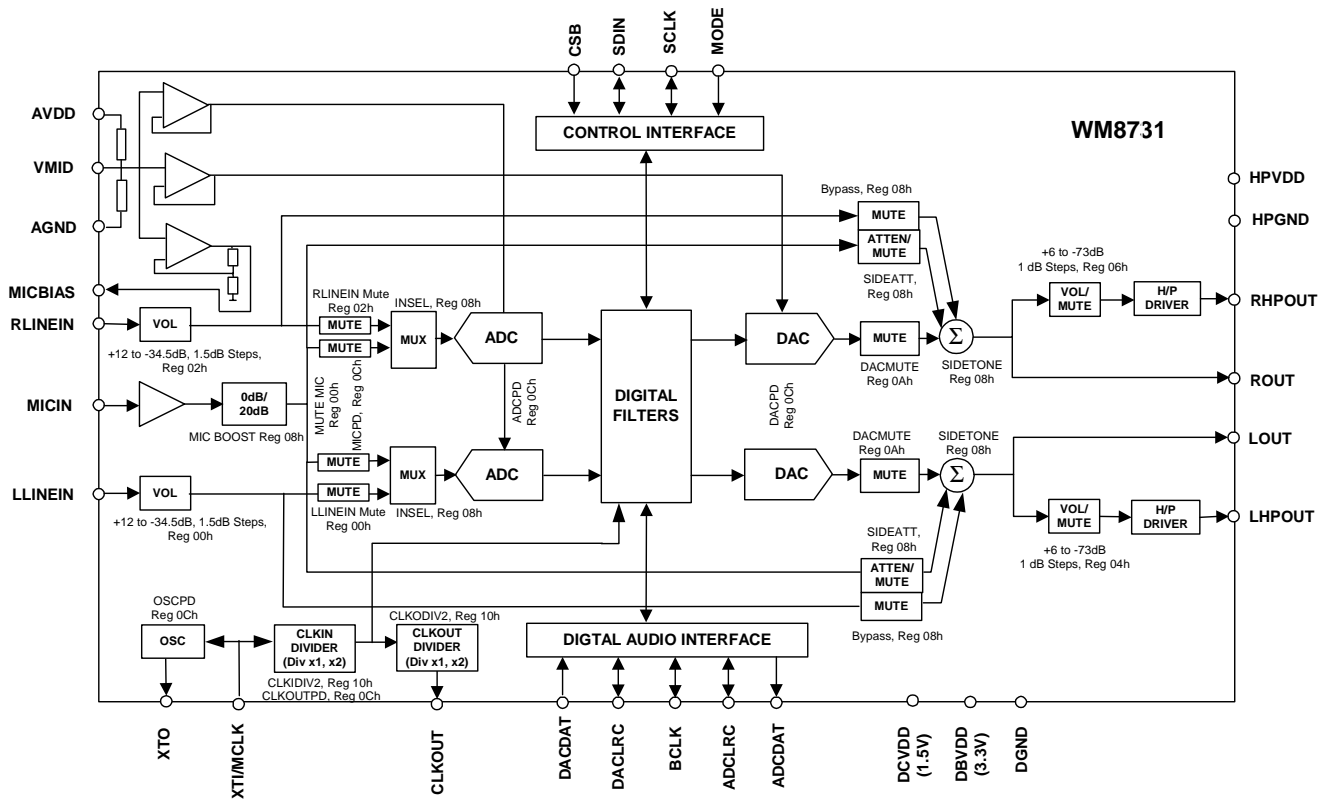 CSB
SDIN
SCLK
MODE
AVDD
VMID
AGND
MICBIAS
RLINEIN
MICIN
LLINEIN
CONTROL INTERFACE
WM8731
HPVDD
HPGND
RHPOUT
ROUT
LOUT
LHPOUT
Bypass, Reg 08h
MUTE
ATTEN/
MUTE
SIDEATT,
Reg 08h
+6 to -73dB
1 dB Steps, Reg 06h
VOL/
MUTE
H/P
DRIVER
VOL
+12 to -34.5dB, 1.5dB Steps,
Reg 02h
RLINEIN Mute
Reg 02h
INSEL, Reg 08h
MUTE
MUTE
MUX
ADC
DAC
MUTE
DACMUTE
Reg 0Ah
Σ
SIDETONE
Reg 08h
0dB/
20dB
MIC BOOST Reg 08h
MUTE MIC
Reg 00h
MICPD, Reg 0Ch
ADCPD
Reg 0Ch
DIGITAL
FILTERS
DACPD
Reg 0Ch
DACMUTE
Reg 0Ah
SIDETONE
Reg 08h
VOL
+12 to -34.5dB, 1.5dB Steps,
Reg 00h
MUTE
MUTE
LLINEIN Mute
Reg 00h
MUX
INSEL, Reg 08h
ADC
DAC
MUTE
Σ
VOL/
MUTE
H/P
DRIVER
+6 to -73dB
1 dB Steps, Reg 04h
SIDEATT,
Reg 08h
ATTEN/
MUTE
MUTE
Bypass, Reg 08h
OSCPD
Reg 0Ch
OSC
CLKIN
DIVIDER
(Div x1, x2)
CLKIDIV2, Reg 10h
CLKOUTPD, Reg 0Ch
CLKODIV2, Reg 10h
CLKOUT
DIVIDER
(Div x1, x2)
DIGTAL AUDIO INTERFACE
XTO
XTI/MCLK
CLKOUT
DACDAT
DACLRC
BCLK
ADCLRC
ADCDAT
DCVDD
(1.5V)
DBVDD
(3.3V)
DGND